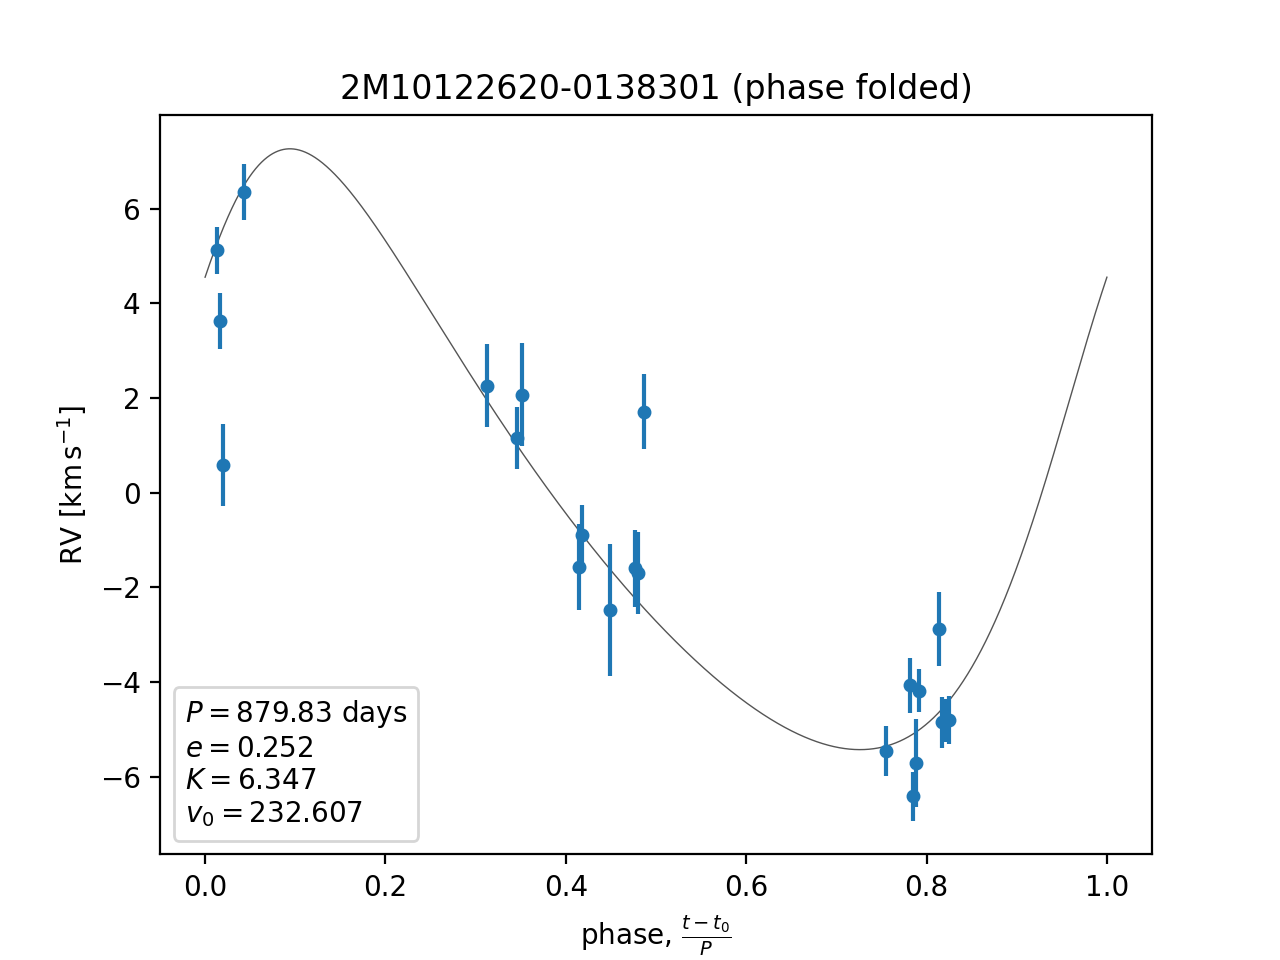 2M10122620-0138301 (phase folded)
RV [km s⁻¹]
6
4
2
0
−2
−4
−6
P = 879.83 days
e = 0.252
K = 6.347
v₀ = 232.607
0.0 0.2 0.4 0.6 0.8 1.0
phase, (t − t₀)/P